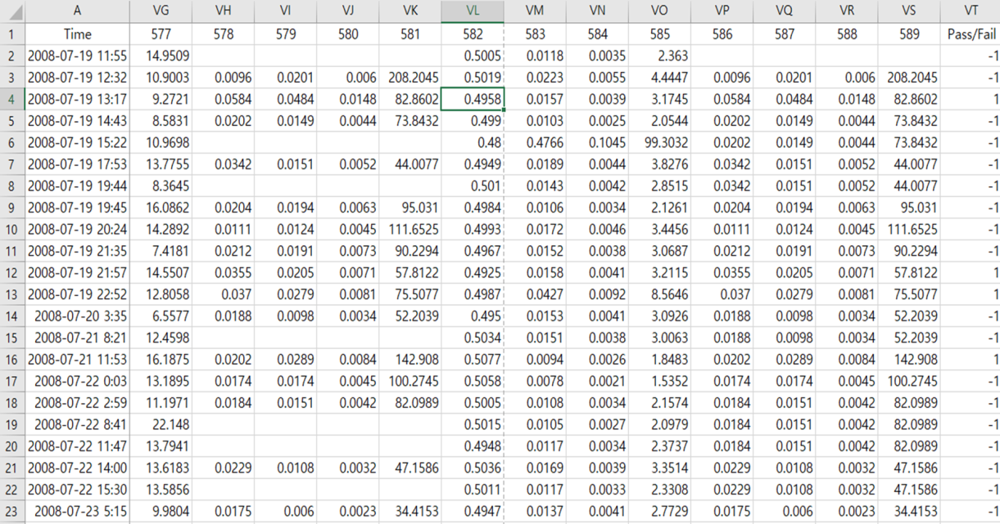 A VG VH VI VJ VK VL VM VN VO VP VQ VR VS VT
1 Time 577 578 579 580 581 582 583 584 585 586 587 588 589 Pass/Fail
2 2008-07-19 11:55 14.9509 0.5005 0.0118 0.0035 2.363 -1
3 2008-07-19 12:32 10.9003 0.0096 0.0201 0.006 208.2045 0.5019 0.0223 0.0055 4.4447 0.0096 0.0201 0.006 208.2045 -1
4 2008-07-19 13:17 9.2721 0.0584 0.0484 0.0148 82.8602 0.4958 0.0157 0.0039 3.1745 0.0584 0.0484 0.0148 82.8602 1
5 2008-07-19 14:43 8.5831 0.0202 0.0149 0.0044 73.8432 0.499 0.0103 0.0025 2.0544 0.0202 0.0149 0.0044 73.8432 -1
6 2008-07-19 15:22 10.9698 0.48 0.4766 0.1045 99.3032 0.0202 0.0149 0.0044 73.8432 -1
7 2008-07-19 17:53 13.7755 0.0342 0.0151 0.0052 44.0077 0.4949 0.0189 0.0044 3.8276 0.0342 0.0151 0.0052 44.0077 -1
8 2008-07-19 19:44 8.3645 0.501 0.0143 0.0042 2.8515 0.0342 0.0151 0.0052 44.0077 -1
9 2008-07-19 19:45 16.0862 0.0204 0.0194 0.0063 95.031 0.4984 0.0106 0.0034 2.1261 0.0204 0.0194 0.0063 95.031 -1
10 2008-07-19 20:24 14.2892 0.0111 0.0124 0.0045 111.6525 0.4993 0.0172 0.0046 3.4456 0.0111 0.0124 0.0045 111.6525 -1
11 2008-07-19 21:35 7.4181 0.0212 0.0191 0.0073 90.2294 0.4967 0.0152 0.0038 3.0687 0.0212 0.0191 0.0073 90.2294 -1
12 2008-07-19 21:57 14.5507 0.0355 0.0205 0.0071 57.8122 0.4925 0.0158 0.0041 3.2115 0.0355 0.0205 0.0071 57.8122 1
13 2008-07-19 22:52 12.8058 0.037 0.0279 0.0081 75.5077 0.4987 0.0427 0.0092 8.5646 0.037 0.0279 0.0081 75.5077 1
14 2008-07-20 3:35 6.5577 0.0188 0.0098 0.0034 52.2039 0.495 0.0153 0.0041 3.0926 0.0188 0.0098 0.0034 52.2039 -1
15 2008-07-21 8:21 12.4598 0.5034 0.0151 0.0038 3.0063 0.0188 0.0098 0.0034 52.2039 -1
16 2008-07-21 11:53 16.1875 0.0202 0.0289 0.0084 142.908 0.5077 0.0094 0.0026 1.8483 0.0202 0.0289 0.0084 142.908 1
17 2008-07-22 0:03 13.1895 0.0174 0.0174 0.0045 100.2745 0.5058 0.0078 0.0021 1.5352 0.0174 0.0174 0.0045 100.2745 -1
18 2008-07-22 2:59 11.1971 0.0184 0.0151 0.0042 82.0989 0.5005 0.0108 0.0034 2.1574 0.0184 0.0151 0.0042 82.0989 -1
19 2008-07-22 8:41 22.148 0.5015 0.0105 0.0027 2.0979 0.0184 0.0151 0.0042 82.0989 -1
20 2008-07-22 11:47 13.7941 0.4948 0.0117 0.0034 2.3737 0.0184 0.0151 0.0042 82.0989 -1
21 2008-07-22 14:00 13.6183 0.0229 0.0108 0.0032 47.1586 0.5036 0.0169 0.0039 3.3514 0.0229 0.0108 0.0032 47.1586 -1
22 2008-07-22 15:30 13.5856 0.5011 0.0117 0.0033 2.3308 0.0229 0.0108 0.0032 47.1586 -1
23 2008-07-23 5:15 9.9804 0.0175 0.006 0.0023 34.4153 0.4947 0.0137 0.0041 2.7729 0.0175 0.006 0.0023 34.4153 -1